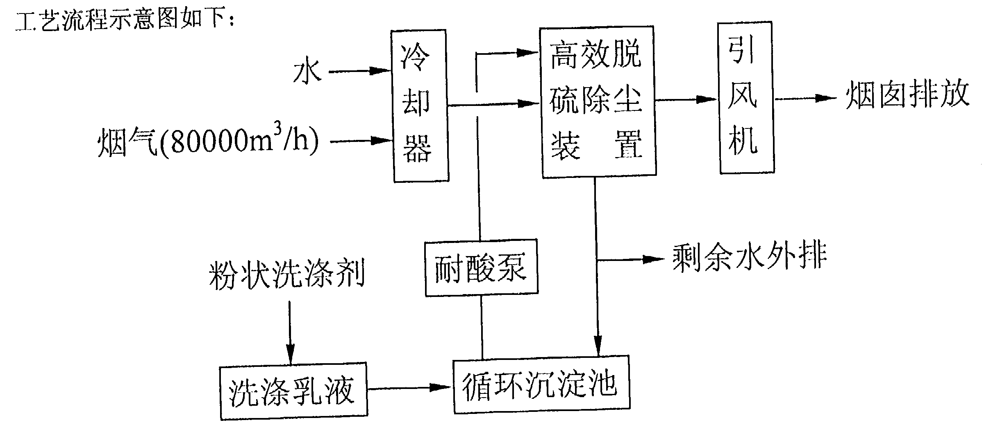 工艺流程示意图如下：
水
冷却器
烟气(80000m³/h)
高效脱
硫除尘
装置
引风机
烟囱排放
耐酸泵
剩余水外排
粉状洗涤剂
洗涤乳液
循环沉淀池